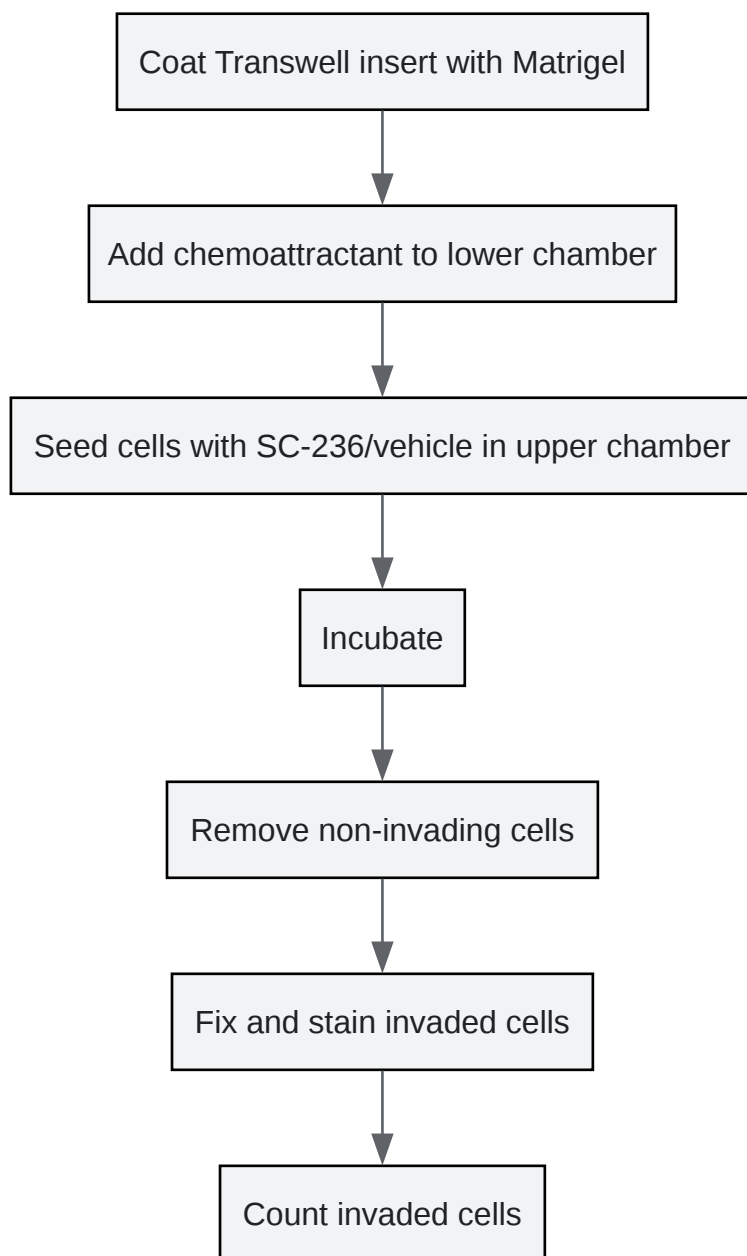 Coat Transwell insert with Matrigel
Add chemoattractant to lower chamber
Seed cells with SC-236/vehicle in upper chamber
Incubate
Remove non-invading cells
Fix and stain invaded cells
Count invaded cells